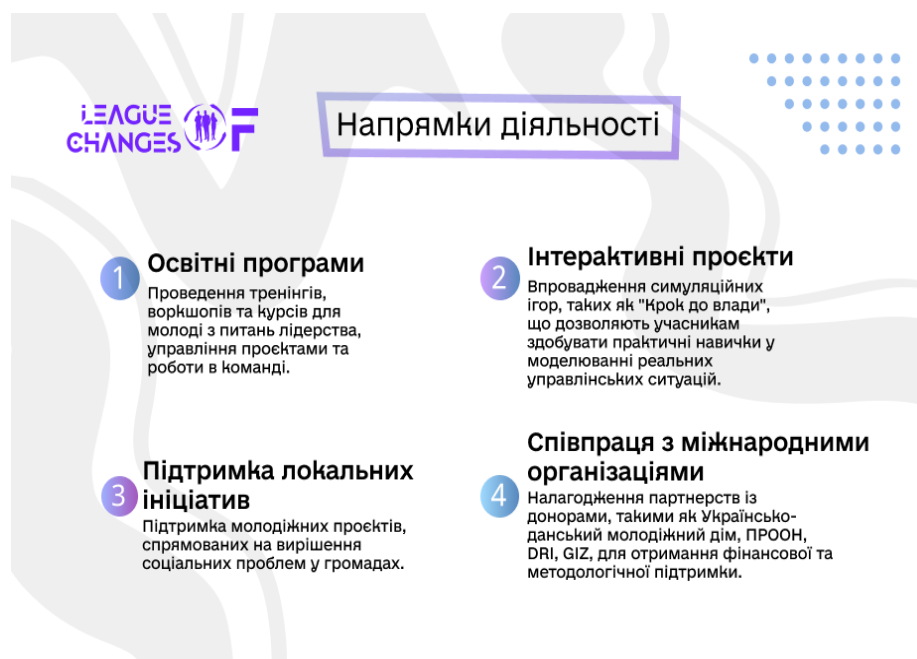 LEAGUE
CHANGES OF
Напрямки діяльності
1
Освітні програми
Проведення тренінгів,
воркшопів та курсів для
молоді з питань лідерства,
управління проєктами та
роботи в команді.
2
Інтерактивні проєкти
Впровадження симуляційних
ігор, таких як "Крок до влади",
що дозволяють учасникам
здобувати практичні навички у
моделюванні реальних
управлінських ситуацій.
3
Підтримка локальних
ініціатив
Підтримка молодіжних проєктів,
спрямованих на вирішення
соціальних проблем у громадах.
4
Співпраця з міжнародними
організаціями
Налагодження партнерств із
донорами, такими як Українсько-
данський молодіжний дім, ПРООН,
DRI, GIZ, для отримання фінансової та
методологічної підтримки.